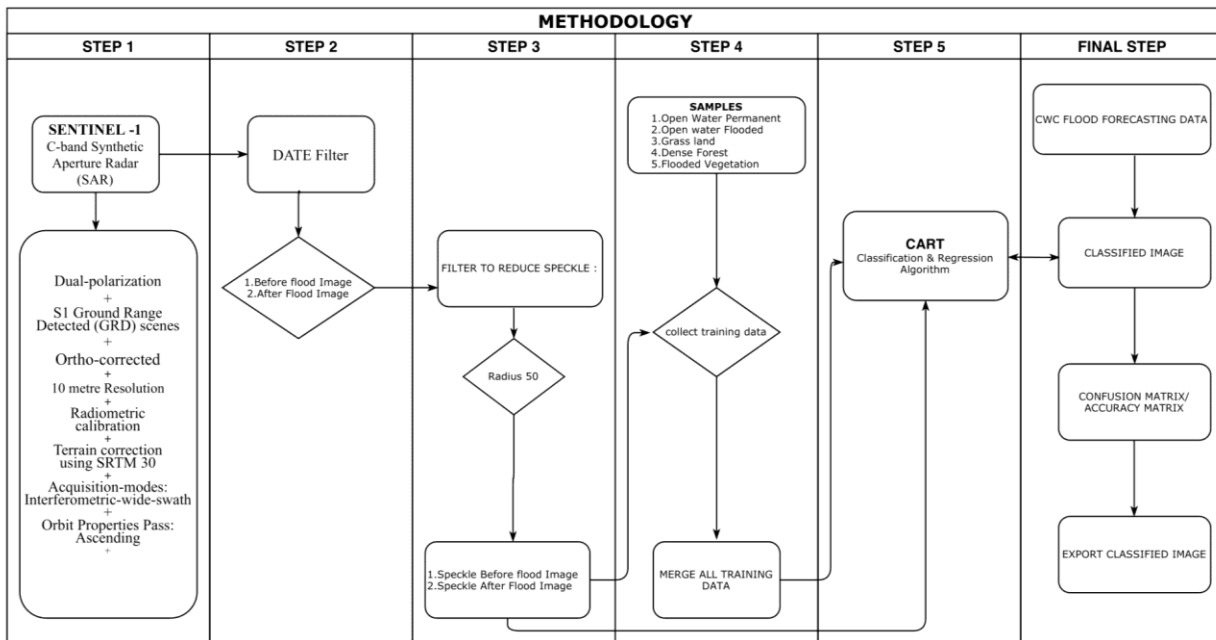 METHODOLOGY
STEP 1
STEP 2
STEP 3
STEP 4
STEP 5
FINAL STEP
SENTINEL -1
C-band Synthetic
Aperture Radar
(SAR)
Dual-polarization
+
S1 Ground Range
Detected (GRD) scenes
+
Ortho-corrected
+
10 metre Resolution
+
Radiometric
calibration
+
Terrain correction
using SRTM 30
+
Acquisition-modes:
Interferometric-wide-swath
+
Orbit Properties Pass:
Ascending
+
DATE Filter
1.Before flood Image
2.After Flood Image
FILTER TO REDUCE SPECKLE :
Radius 50
1.Speckle Before flood Image
2.Speckle After Flood Image
SAMPLES
1.Open Water Permanent
2.Open water Flooded
3.Grass land
4.Dense Forest
5.Flooded Vegetation
collect training data
MERGE ALL TRAINING
DATA
CART
Classification & Regression
Algorithm
CWC FLOOD FORECASTING DATA
CLASSIFIED IMAGE
CONFUSION MATRIX/
ACCURACY MATRIX
EXPORT CLASSIFIED IMAGE